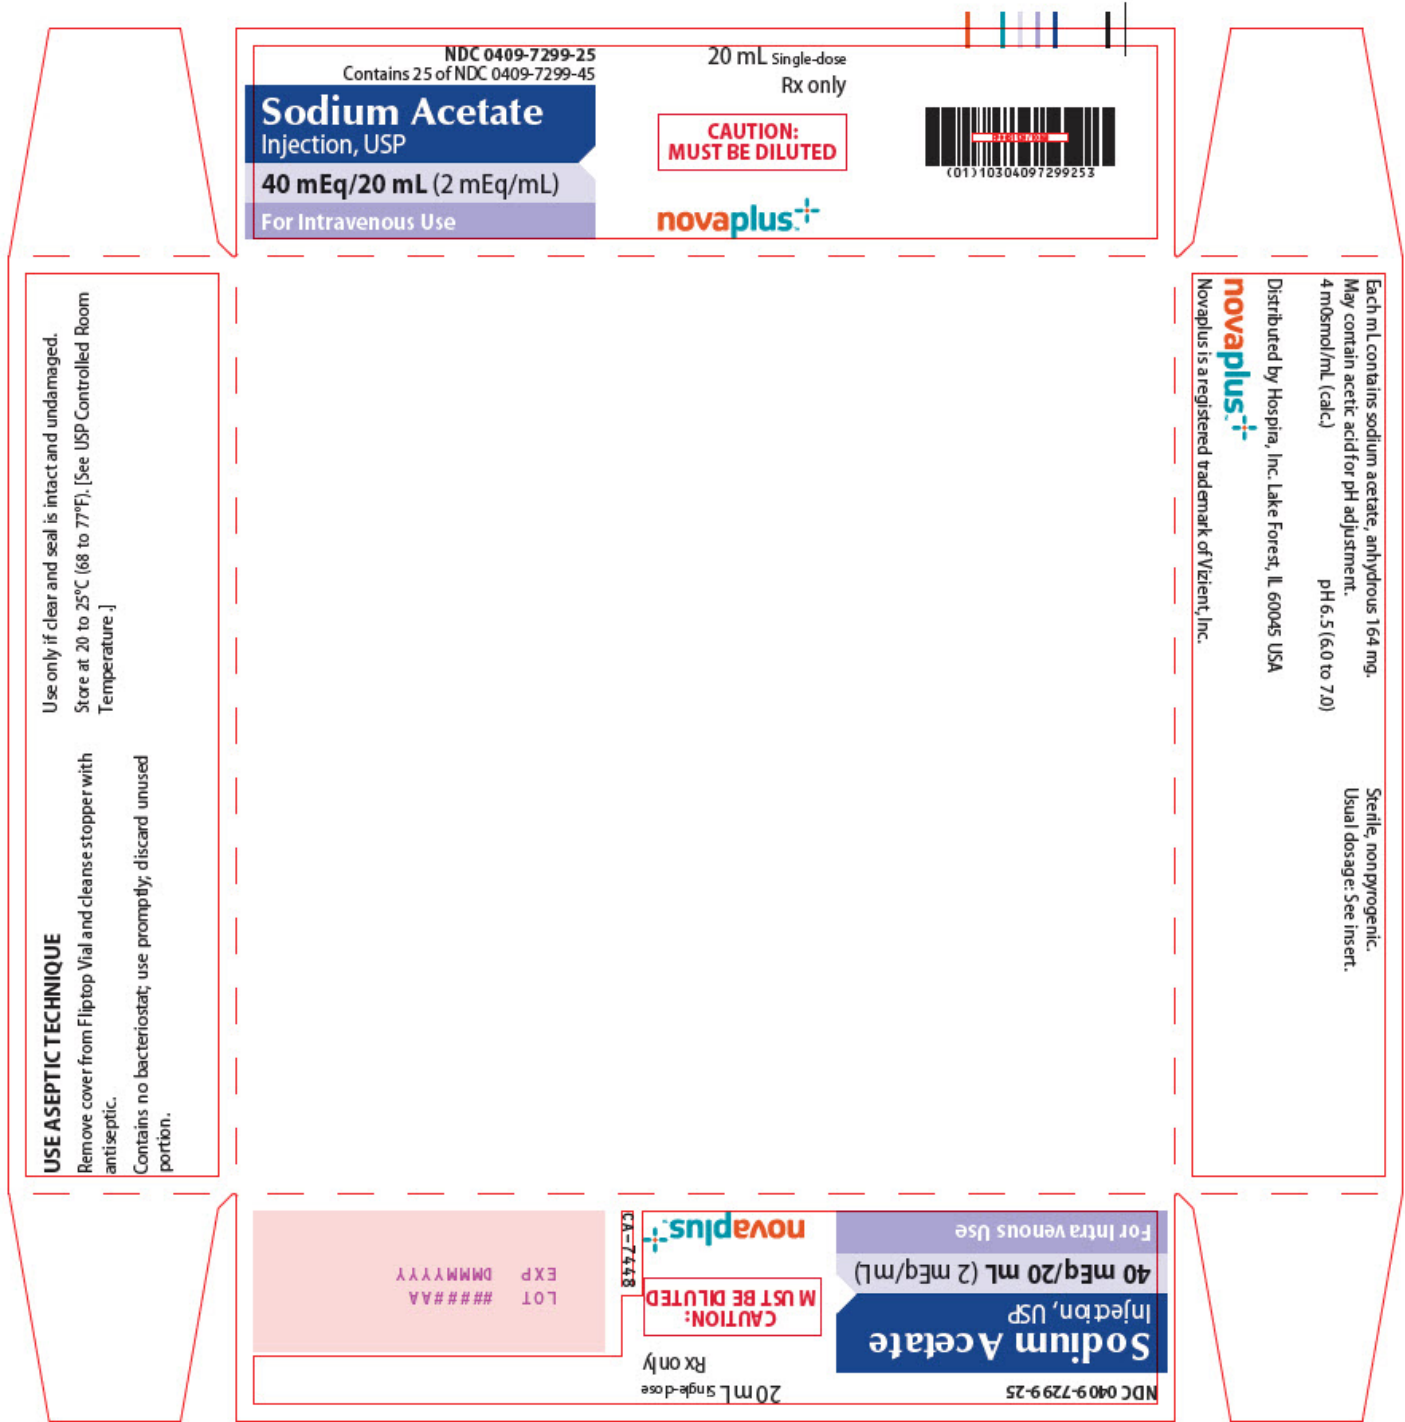 NDC 0409-7299-25
Contains 25 of NDC 0409-7299-45
Sodium Acetate
Injection, USP
40 mEq/20 mL (2 mEq/mL)
For Intravenous Use
20 mL Single-dose
Rx only
CAUTION:
MUST BE DILUTED
novaplus
(01)10304097299253
Use only if clear and seal is intact and undamaged.
Store at 20 to 25°C (68 to 77°F). [See USP Controlled Room
Temperature.]
USE ASEPTIC TECHNIQUE
Remove cover from Fliptop Vial and cleanse stopper with
antiseptic.
Contains no bacteriostat; use promptly; discard unused
portion.
Each mL contains sodium acetate, anhydrous 164 mg.
May contain acetic acid for pH adjustment.
4 mOsmol/mL (calc.) pH 6.5 (6.0 to 7.0)
Sterile, nonpyrogenic.
Usual dosage: See insert.
Distributed by Hospira, Inc. Lake Forest, IL 60045 USA
novaplus
Novaplus is a registered trademark of Vizient, Inc.
NDC 0409-7299-25
Sodium Acetate
Injection, USP
40 mEq/20 mL (2 mEq/mL)
For Intravenous Use
20 mL Single-dose
Rx only
CAUTION:
MUST BE DILUTED
novaplus
CA-7448
LOT ######AA
EXP DMMMYYYY